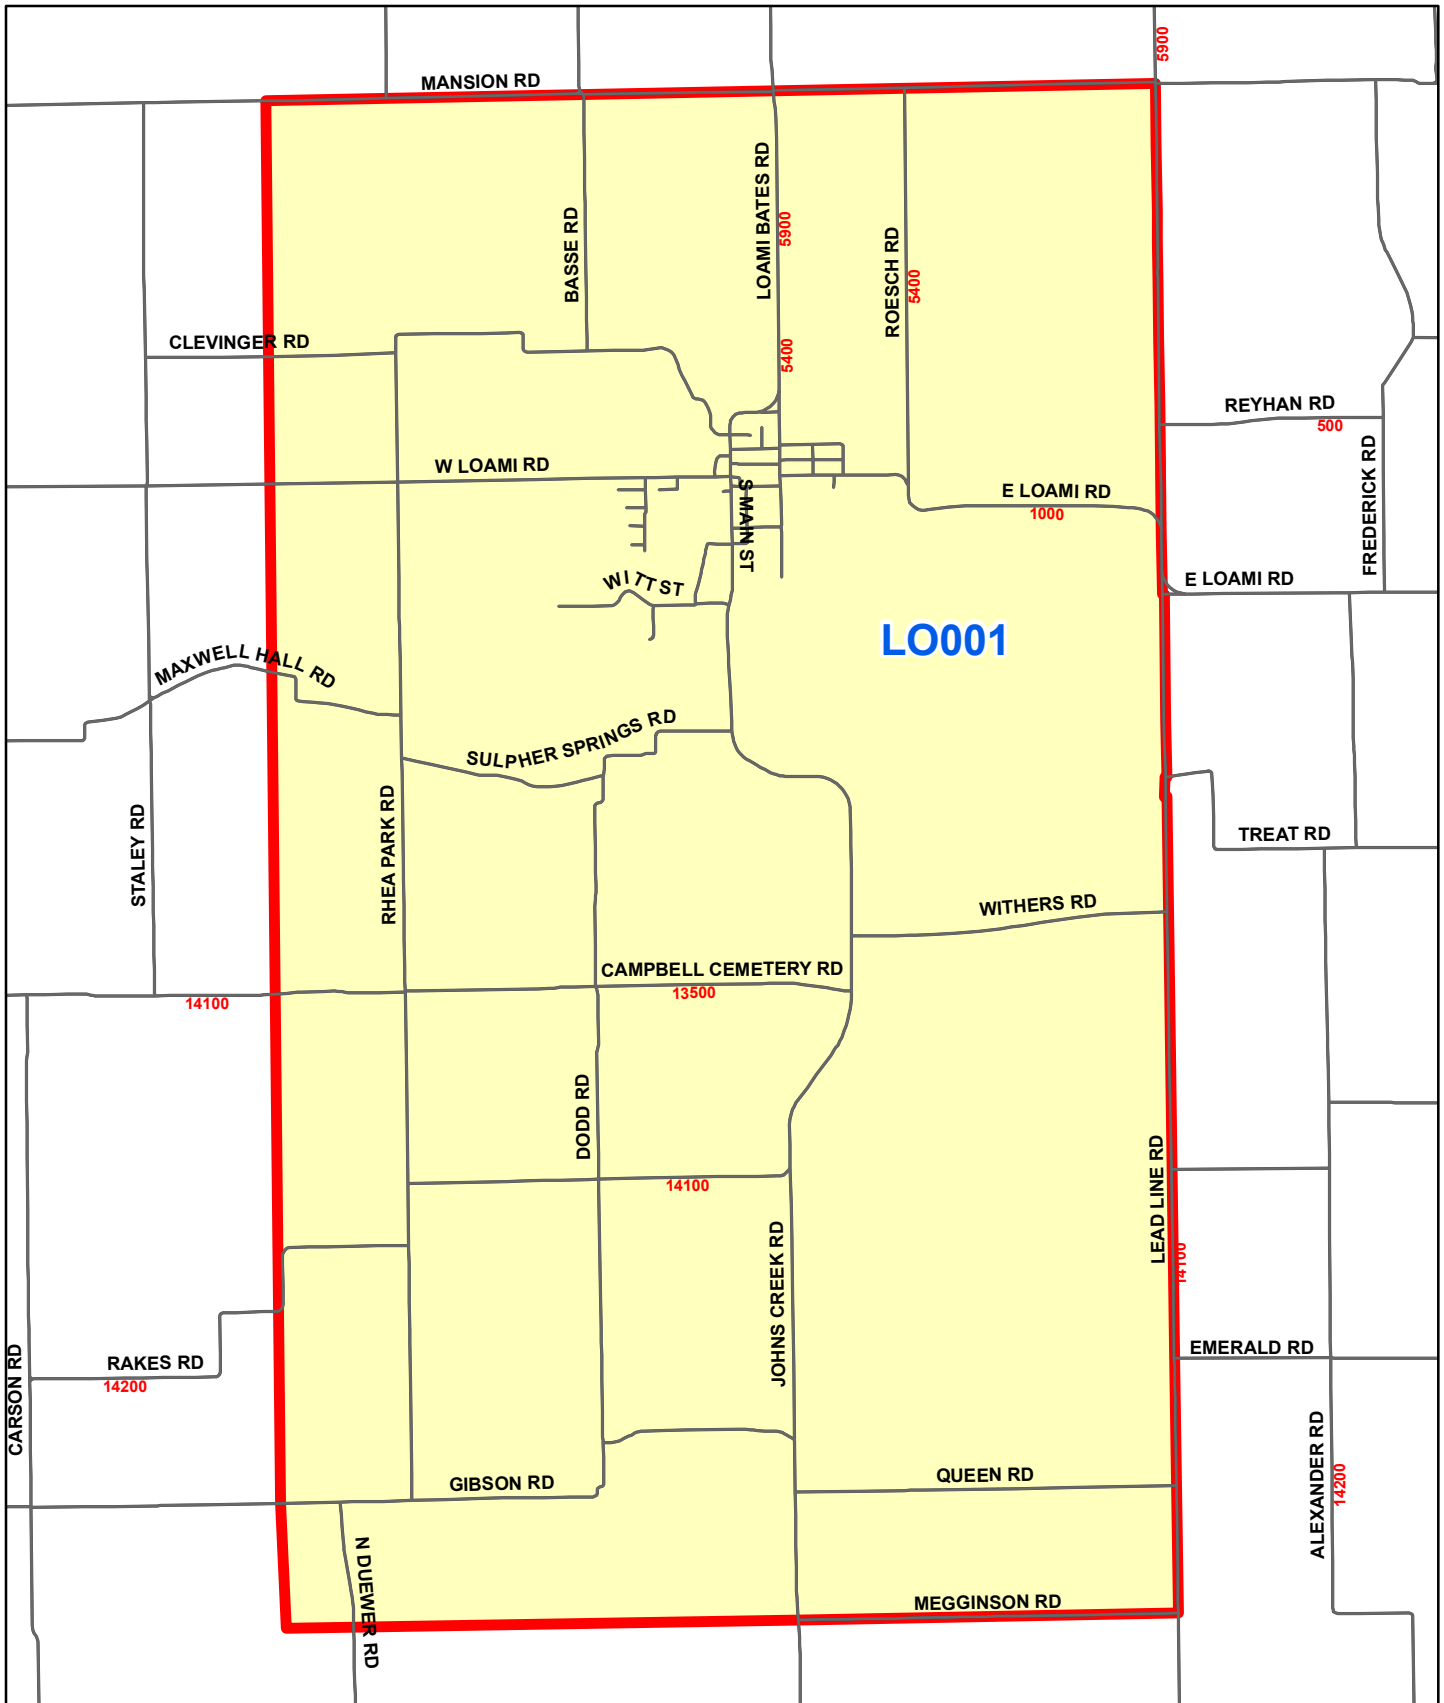 5900
MANSION RD
LOAMI BATES RD
BASSE RD
5900
ROESCH RD
5400
CLEVINGER RD
5400
REYHAN RD
500
W LOAMI RD
E LOAMI RD
1000
FREDERICK RD
S MAIN ST
WITT ST
E LOAMI RD
LO001
MAXWELL HALL RD
SULPHER SPRINGS RD
STALEY RD
RHEA PARK RD
TREAT RD
WITHERS RD
CAMPBELL CEMETERY RD
14100
13500
DODD RD
LEAD LINE RD
14100
14100
JOHNS CREEK RD
CARSON RD
RAKES RD
14200
EMERALD RD
ALEXANDER RD
14200
GIBSON RD
QUEEN RD
N DUEWER RD
MEGGINSON RD